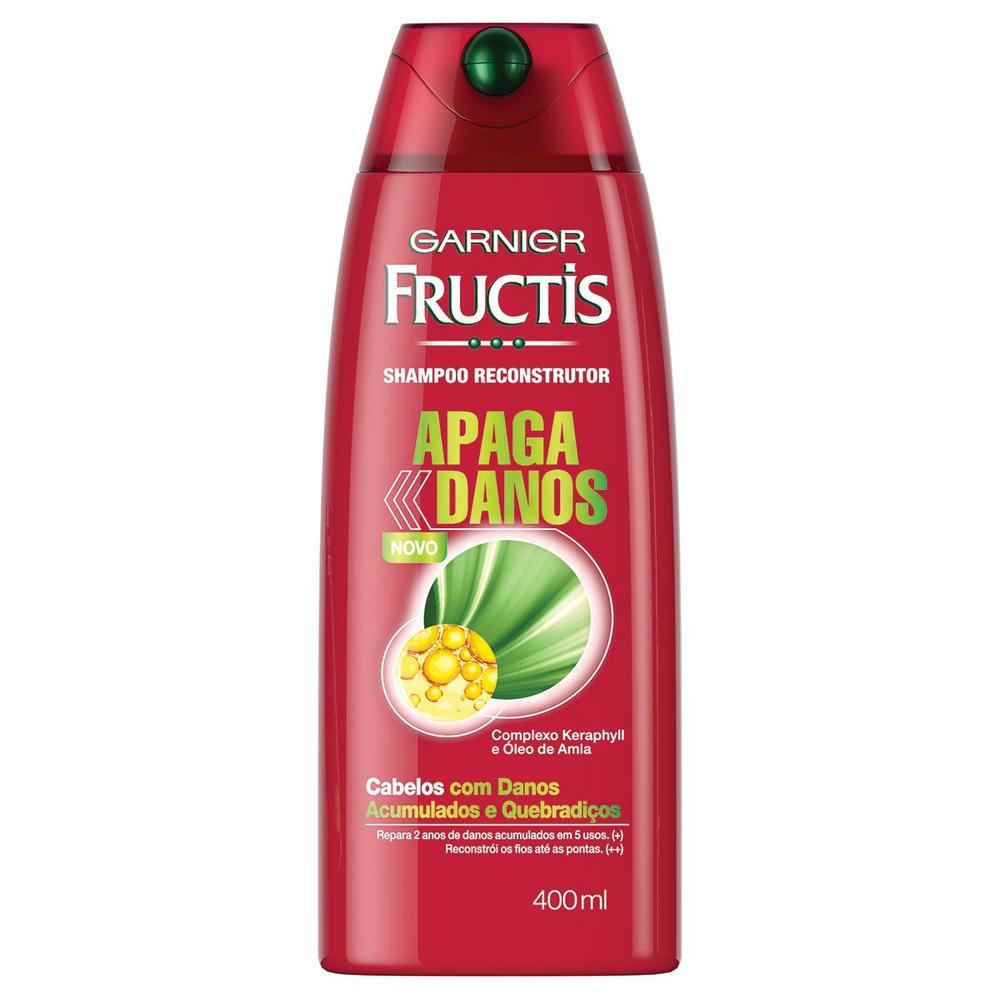 GARNIER
FRUCTIS
SHAMPOO RECONSTRUTOR
APAGA
DANOS
NOVO
Complexo Keraphyll
e Óleo de Amla
Cabelos com Danos
Acumulados e Quebradiços
Repara 2 anos de danos acumulados em 5 usos. (+)
Reconstrói os fios até as pontas. (++)
400ml